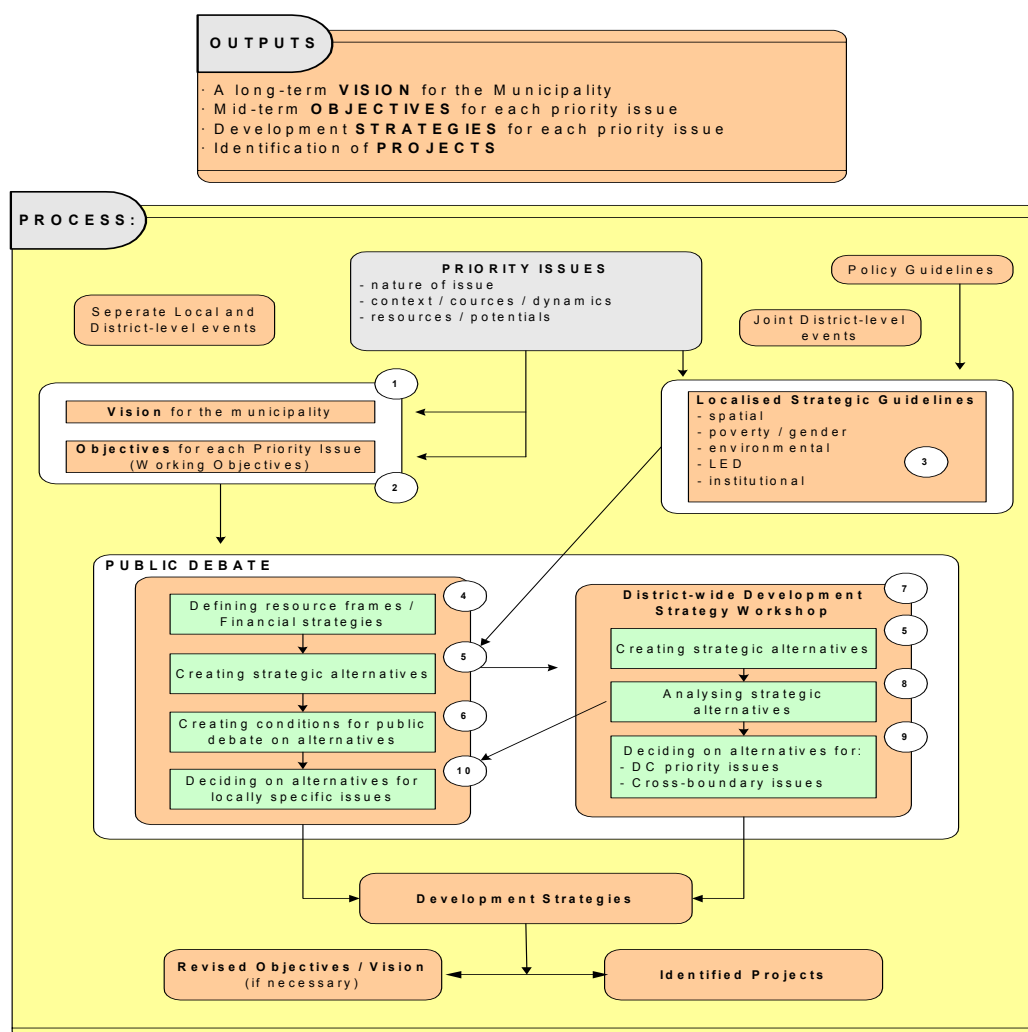 OUTPUTS
· A long-term VISION for the Municipality
· Mid-term OBJECTIVES for each priority issue
· Development STRATEGIES for each priority issue
· Identification of PROJECTS
PROCESS:
PRIORITY ISSUES
- nature of issue
- context / cources / dynamics
- resources / potentials
Policy Guidelines
Seperate Local and
District-level events
Joint District-level
events
1
Vision for the municipality
Objectives for each Priority Issue
(Working Objectives)
2
Localised Strategic Guidelines
- spatial
- poverty / gender
- environmental
- LED
- institutional
3
PUBLIC DEBATE
4
Defining resource frames /
Financial strategies
5
Creating strategic alternatives
6
Creating conditions for public
debate on alternatives
10
Deciding on alternatives for
locally specific issues
7
District-wide Development
Strategy Workshop
5
Creating strategic alternatives
8
Analysing strategic
alternatives
9
Deciding on alternatives for:
- DC priority issues
- Cross-boundary issues
Development Strategies
Revised Objectives / Vision
(if necessary)
Identified Projects